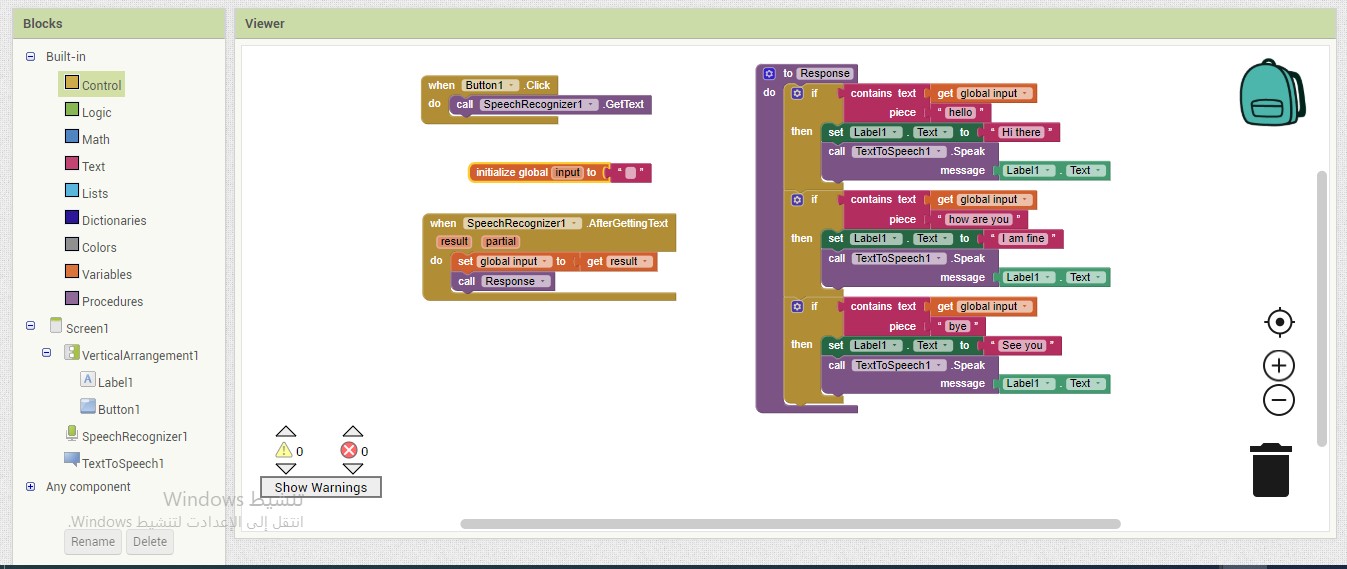 Blocks
Viewer
Built-in
Control
Logic
Math
Text
Lists
Dictionaries
Colors
Variables
Procedures
Screen1
VerticalArrangement1
Label1
Button1
SpeechRecognizer1
TextToSpeech1
Any component
Rename Delete
when Button1 .Click
do call SpeechRecognizer1 .GetText
initialize global input to " "
when SpeechRecognizer1 .AfterGettingText
result partial
do set global input to get result
call Response
to Response
do if contains text get global input
piece " hello "
then set Label1 . Text to " Hi there "
call TextToSpeech1 .Speak
message Label1 . Text
if contains text get global input
piece " how are you "
then set Label1 . Text to " I am fine "
call TextToSpeech1 .Speak
message Label1 . Text
if contains text get global input
piece " bye "
then set Label1 . Text to " See you "
call TextToSpeech1 .Speak
message Label1 . Text
0 0
Show Warnings
تنشيط Windows
انتقل إلى الإعدادات لتنشيط Windows.